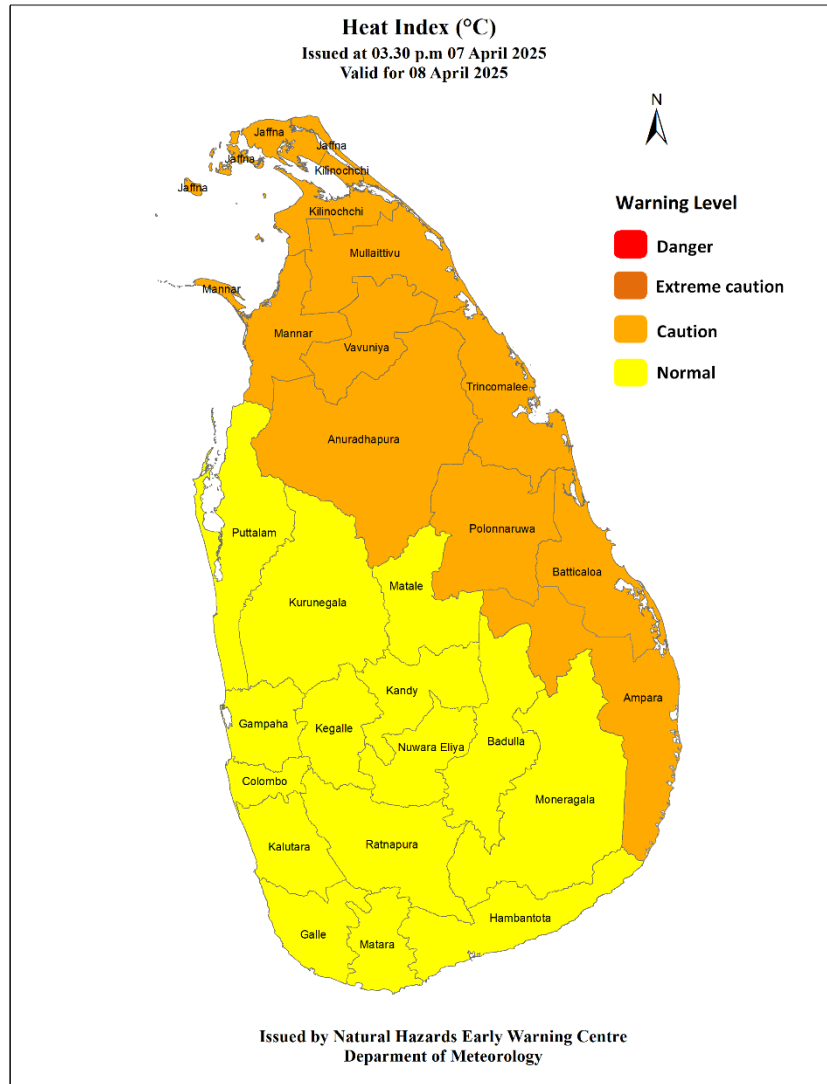 Heat Index (°C)
Issued at 03.30 p.m 07 April 2025
Valid for 08 April 2025
N
Warning Level
Danger
Extreme caution
Caution
Normal
Jaffna
Jaffna
Jaffna
Kilinochchi
Jaffna
Kilinochchi
Mullaittivu
Mannar
Mannar
Vavuniya
Trincomalee
Anuradhapura
Polonnaruwa
Puttalam
Batticaloa
Matale
Kurunegala
Kandy
Ampara
Gampaha
Kegalle
Nuwara Eliya
Badulla
Colombo
Moneragala
Kalutara
Ratnapura
Hambantota
Galle
Matara
Issued by Natural Hazards Early Warning Centre
Deparment of Meteorology